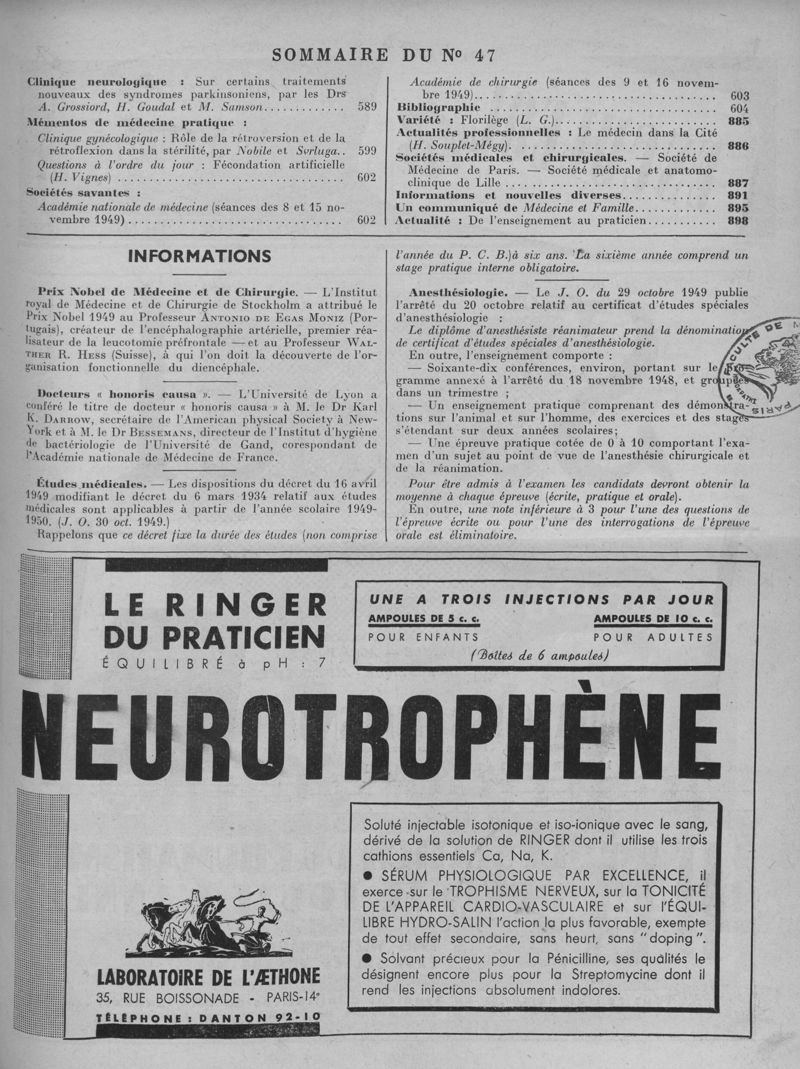 SOMMAIRE DU No 47
Clinique neurologique : Sur certains traitements
nouveaux des syndromes parkinsoniens, par les Drs
A. Grossiord, H. Goudal et M. Samson............. 589
Mémentos de médecine pratique :
Clinique gynécologique : Rôle de la rétroversion et de la
rétroflexion dans la stérilité, par Nobile et Sorluga.. 599
Questions à l'ordre du jour : Fécondation artificielle
(H. Vignes) ..................................... 602
Sociétés savantes :
Académie nationale de médecine (séances des 8 et 15 no-
vembre 1949)................................... 602
Académie de chirurgie (séances des 9 et 16 novem-
bre 1949)....................................... 603
Bibliographie ..................................... 604
Variété : Florilège (L. G.).......................... 885
Actualités professionnelles : Le médecin dans la Cité
(H. Souplet-Mégy). ................................. 886
Sociétés médicales et chirurgicales. — Société de
Médecine de Paris. — Société médicale et anatomo-
clinique de Lille .................................. 887
Informations et nouvelles diverses............... 891
Un communiqué de Médecine et Famille............. 895
Actualité : De l'enseignement au praticien........... 898
INFORMATIONS
Prix Nobel de Médecine et de Chirurgie. — L'Institut
royal de Médecine et de Chirurgie de Stockholm a attribué le
Prix Nobel 1949 au Professeur ANTONIO DE EGAS MONIZ (Por-
tugais), créateur de l'encéphalographie artérielle, premier réa-
lisateur de la leucotomie préfrontale — et au Professeur WAL-
THER R. HESS (Suisse), à qui l'on doit la découverte de l'or-
ganisation fonctionnelle du diencéphale.
Docteurs « honoris causa ». — L'Université de Lyon a
conféré le titre de docteur « honoris causa » à M. le Dr Karl
K. DARROW, secrétaire de l'American physical Society à New-
York et à M. le Dr BESSEMANS, directeur de l'Institut d'hygiène
de bactériologie de l'Université de Gand, corespondant de
l'Académie nationale de Médecine de France.
Études médicales. — Les dispositions du décret du 16 avril
1949 modifiant le décret du 6 mars 1934 relatif aux études
médicales sont applicables à partir de l'année scolaire 1949-
1950. (J. O. 30 oct. 1949.)
Rappelons que ce décret fixe la durée des études (non comprise
l'année du P. C. B.) à six ans. La sixième année comprend un
stage pratique interne obligatoire.
Anesthésiologie. — Le J. O. du 29 octobre 1949 publie
l'arrêté du 20 octobre relatif au certificat d'études spéciales
d'anesthésiologie :
Le diplome d'anesthésiste réanimateur prend la dénomination
de certificat d'études spéciales d'anesthésiologie.
En outre, l'enseignement comporte :
— Soixante-dix conférences, environ, portant sur le pro-
gramme annexé à l'arrêté du 18 novembre 1948, et groupées
dans un trimestre ;
— Un enseignement pratique comprenant des démonstra-
tions sur l'animal et sur l'homme, des exercices et des stages
s'étendant sur deux années scolaires;
— Une épreuve pratique cotée de 0 à 10 comportant l'exa-
men d'un sujet au point de vue de l'anesthésie chirurgicale et
de la réanimation.
Pour être admis à l'examen les candidats devront obtenir la
moyenne à chaque épreuve (écrite, pratique et orale).
En outre, une note inférieure à 3 pour l'une des questions de
l'épreuve écrite ou pour l'une des interrogations de l'épreuve
orale est éliminatoire.
LE RINGER
DU PRATICIEN
ÉQUILIBRÉ à pH : 7
UNE A TROIS INJECTIONS PAR JOUR
AMPOULES DE 5 c. c. AMPOULES DE 10 c. c.
POUR ENFANTS POUR ADULTES
(Boîtes de 6 ampoules)
NEUROTROPHÈNE
Soluté injectable isotonique et iso-ionique avec le sang,
dérivé de la solution de RINGER dont il utilise les trois
cathions essentiels Ca, Na, K.
● SÉRUM PHYSIOLOGIQUE PAR EXCELLENCE, il
exerce sur le TROPHISME NERVEUX, sur la TONICITÉ
DE L'APPAREIL CARDIO-VASCULAIRE et sur l'ÉQUI-
LIBRE HYDRO-SALIN l'action la plus favorable, exempte
de tout effet secondaire, sans heurt, sans "doping".
● Solvant précieux pour la Pénicilline, ses qualités le
désignent encore plus pour la Streptomycine dont il
rend les injections absolument indolores.
LABORATOIRE DE L'ÆTHONE
35, RUE BOISSONADE - PARIS-14e
TÉLÉPHONE : DANTON 92-10